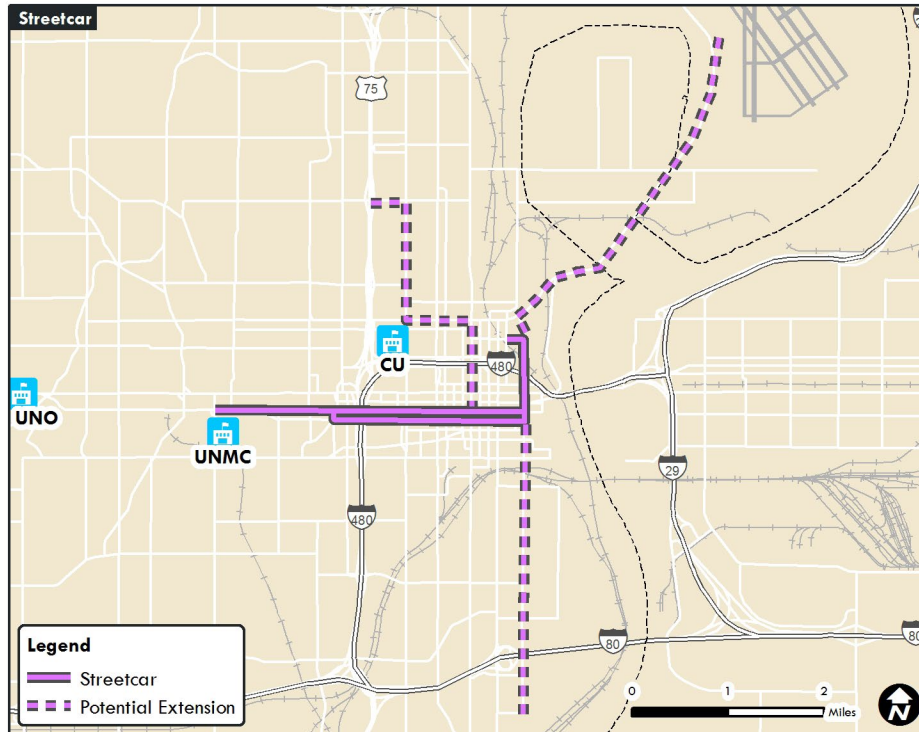 Streetcar
75
CU
480
UNO
UNMC
29
480
80
80
Legend
Streetcar
Potential Extension
0 1 2
Miles
N